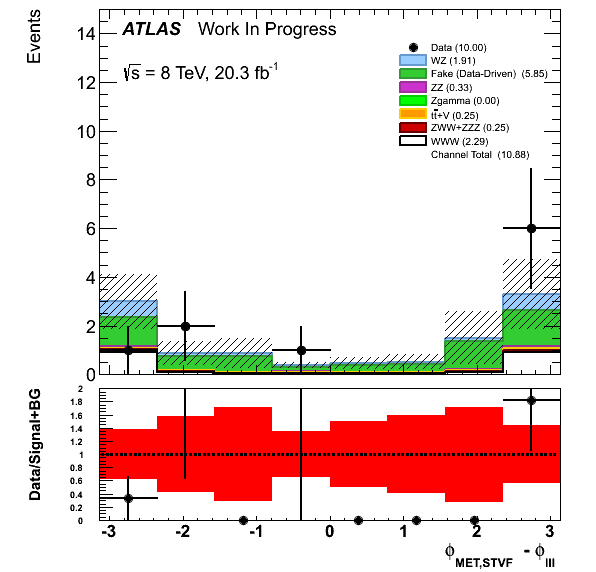 Events
14
12
10
8
6
4
2
0
ATLAS Work In Progress
√s = 8 TeV, 20.3 fb⁻¹
Data (10.00)
WZ (1.91)
Fake (Data-Driven) (5.85)
ZZ (0.33)
Zgamma (0.00)
tt̄+V (0.25)
ZWW+ZZZ (0.25)
WWW (2.29)
Channel Total (10.88)
Data/Signal+BG
2
1.8
1.6
1.4
1.2
1
0.8
0.6
0.4
0.2
0
-3 -2 -1 0 1 2 3
ϕMET,STVF - ϕlll